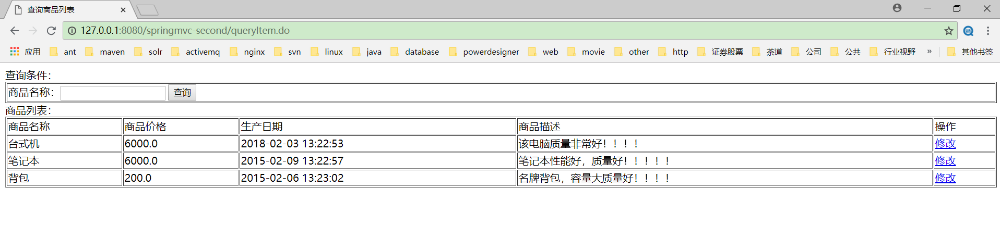 查询商品列表
127.0.0.1:8080/springmvc-second/queryItem.do
应用 ant maven solr activemq nginx svn linux java database powerdesigner web movie other http 证券股票 茶道 公司 公共 行业视野 » 其他书签
查询条件：
商品名称： 查询
商品列表：
商品名称 商品价格 生产日期 商品描述 操作
台式机 6000.0 2018-02-03 13:22:53 该电脑质量非常好！！！！ 修改
笔记本 6000.0 2015-02-09 13:22:57 笔记本性能好，质量好！！！！！ 修改
背包 200.0 2015-02-06 13:23:02 名牌背包，容量大质量好！！！！ 修改